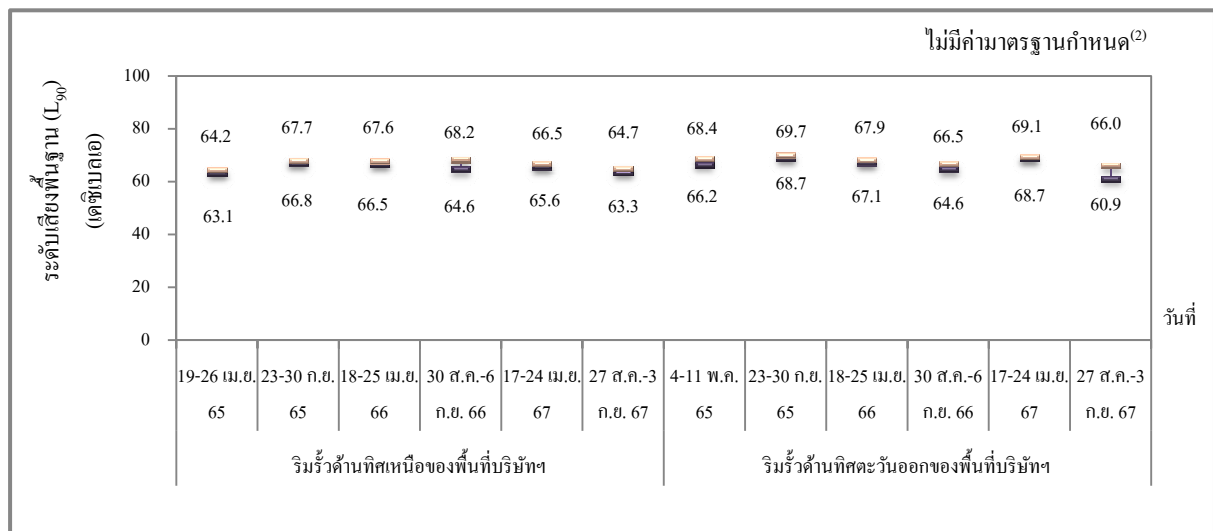 ไม่มีค่ามาตรฐานกำหนด(2)
ระดับเสียงพื้นฐาน (L90)
(เดซิเบลเอ)
100
80
60
40
20
0
64.2 67.7 67.6 68.2 66.5 64.7 68.4 69.7 67.9 66.5 69.1 66.0
63.1 66.8 66.5 64.6 65.6 63.3 66.2 68.7 67.1 64.6 68.7 60.9
วันที่
19-26 เม.ย. 23-30 ก.ย. 18-25 เม.ย. 30 ส.ค.-6 17-24 เม.ย. 27 ส.ค.-3 4-11 พ.ค. 23-30 ก.ย. 18-25 เม.ย. 30 ส.ค.-6 17-24 เม.ย. 27 ส.ค.-3
65 65 66 ก.ย. 66 67 ก.ย. 67 65 65 66 ก.ย. 66 67 ก.ย. 67
ริมรั้วด้านทิศเหนือของพื้นที่บริษัทฯ ริมรั้วด้านทิศตะวันออกของพื้นที่บริษัทฯ